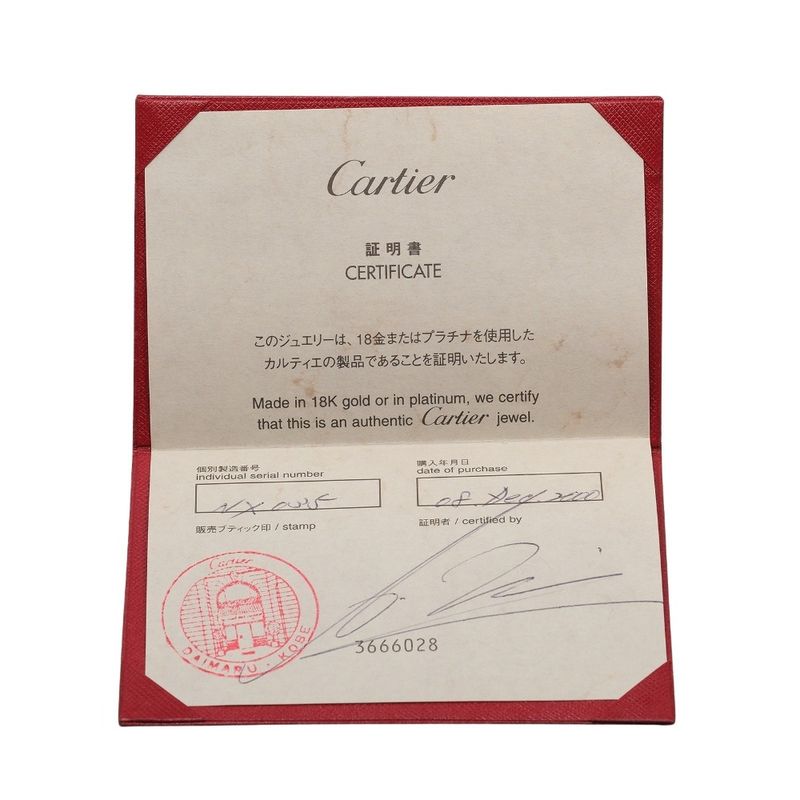 Cartier
証明書
CERTIFICATE
このジュエリーは、18金またはプラチナを使用した
カルティエの製品であることを証明いたします。
Made in 18K gold or in platinum, we certify
that this is an authentic Cartier jewel.
個別製造番号
individual serial number
購入年月日
date of purchase
08. 2000
販売ブティック印 / stamp
証明者 / certified by
Cartier
DAIMARU · KOBE
3666028